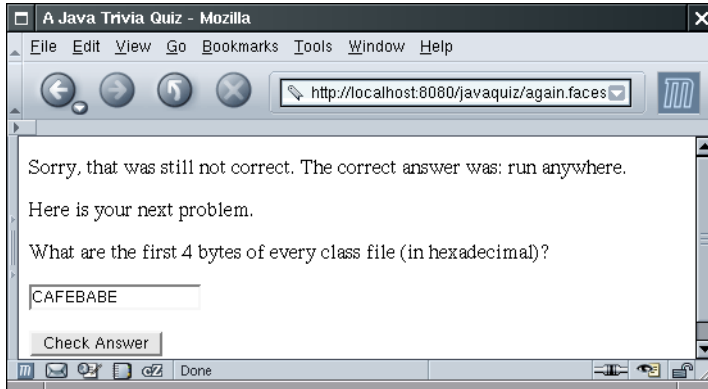 A Java Trivia Quiz - Mozilla
File Edit View Go Bookmarks Tools Window Help
http://localhost:8080/javaquiz/again.faces
Sorry, that was still not correct. The correct answer was: run anywhere.
Here is your next problem.
What are the first 4 bytes of every class file (in hexadecimal)?
CAFEBABE
Check Answer
Done